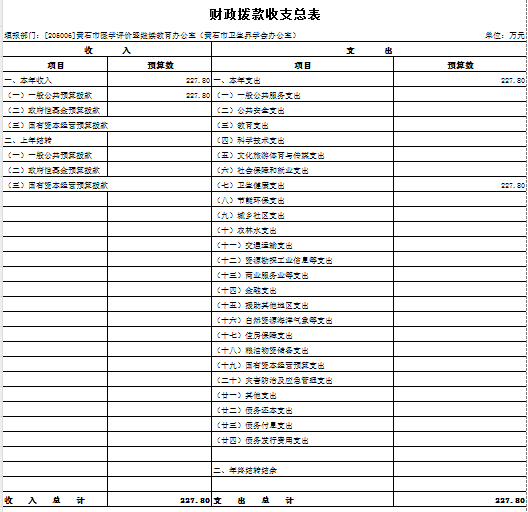 财政拨款收支总表
填报部门：[205006]黄石市医学评价暨继续教育办公室（黄石市卫生界学会办公室） 单位：万元
收 入 支 出
项目 预算数 项目 预算数
一、本年收入 227.80 一、本年支出 227.80
（一）一般公共预算拨款 227.80 （一）一般公共服务支出
（二）政府性基金预算拨款 （二）公共安全支出
（三）国有资本经营预算拨款 （三）教育支出
二、上年结转 （四）科学技术支出
（一）一般公共预算拨款 （五）文化旅游体育与传媒支出
（二）政府性基金预算拨款 （六）社会保障和就业支出
（三）国有资本经营预算拨款 （七）卫生健康支出 227.80
（八）节能环保支出
（九）城乡社区支出
（十）农林水支出
（十一）交通运输支出
（十二）资源勘探工业信息等支出
（十三）商业服务业等支出
（十四）金融支出
（十五）援助其他地区支出
（十六）自然资源海洋气象等支出
（十七）住房保障支出
（十八）粮油物资储备支出
（十九）国有资本经营预算支出
（二十）灾害防治及应急管理支出
（廿一）其他支出
（廿二）债务还本支出
（廿三）债务付息支出
（廿四）债务发行费用支出
二、年终结转结余
收 入 总 计 227.80 支 出 总 计 227.80